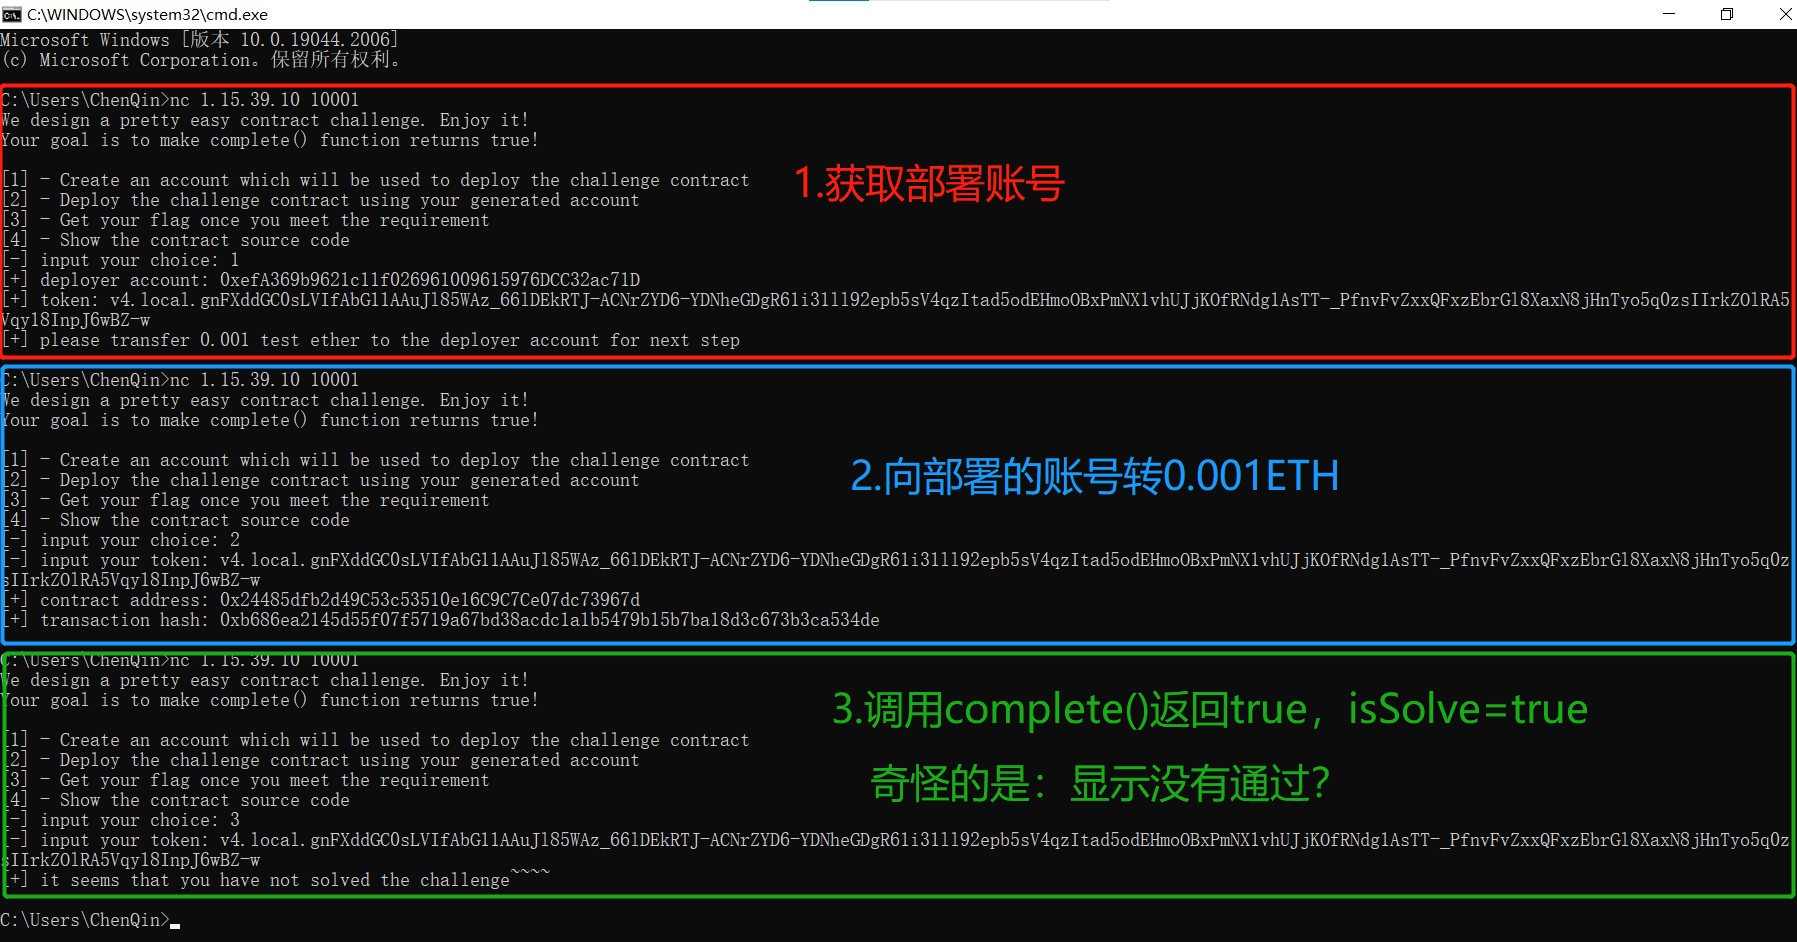 C:\WINDOWS\system32\cmd.exe
Microsoft Windows [版本 10.0.19044.2006]
(c) Microsoft Corporation。保留所有权利。
C:\Users\ChenQin>nc 1.15.39.10 10001
We design a pretty easy contract challenge. Enjoy it!
Your goal is to make complete() function returns true!
[1] - Create an account which will be used to deploy the challenge contract
[2] - Deploy the challenge contract using your generated account
[3] - Get your flag once you meet the requirement
[4] - Show the contract source code
[-] input your choice: 1
[+] deployer account: 0xefA369b9621c11f026961009615976DCC32ac71D
[+] token: v4.local.gnFXddGC0sLVIfAbG11AAuJ185WAz_661DEkRTJ-ACNrZYD6-YDNheGDgR61i31ll92epb5sV4qzItad5odEHmoOBxPmNX1vhUJjKOfRNdg1AsTT-_PfnvFvZxxQFxzEbrG18XaxN8jHnTyo5q0zsIIrkZO1RA5
Vqy18InpJ6wBZ-w
[+] please transfer 0.001 test ether to the deployer account for next step
1.获取部署账号
C:\Users\ChenQin>nc 1.15.39.10 10001
We design a pretty easy contract challenge. Enjoy it!
Your goal is to make complete() function returns true!
[1] - Create an account which will be used to deploy the challenge contract
[2] - Deploy the challenge contract using your generated account
[3] - Get your flag once you meet the requirement
[4] - Show the contract source code
[-] input your choice: 2
[-] input your token: v4.local.gnFXddGC0sLVIfAbG11AAuJ185WAz_661DEkRTJ-ACNrZYD6-YDNheGDgR61i31ll92epb5sV4qzItad5odEHmoOBxPmNX1vhUJjKOfRNdg1AsTT-_PfnvFvZxxQFxzEbrG18XaxN8jHnTyo5q0z
sIIrkZO1RA5Vqy18InpJ6wBZ-w
[+] contract address: 0x24485dfb2d49C53c53510e16C9C7Ce07dc73967d
[+] transaction hash: 0xb686ea2145d55f07f5719a67bd38acdc1a1b5479b15b7ba18d3c673b3ca534de
2.向部署的账号转0.001ETH
C:\Users\ChenQin>nc 1.15.39.10 10001
We design a pretty easy contract challenge. Enjoy it!
Your goal is to make complete() function returns true!
[1] - Create an account which will be used to deploy the challenge contract
[2] - Deploy the challenge contract using your generated account
[3] - Get your flag once you meet the requirement
[4] - Show the contract source code
[-] input your choice: 3
[-] input your token: v4.local.gnFXddGC0sLVIfAbG11AAuJ185WAz_661DEkRTJ-ACNrZYD6-YDNheGDgR61i31ll92epb5sV4qzItad5odEHmoOBxPmNX1vhUJjKOfRNdg1AsTT-_PfnvFvZxxQFxzEbrG18XaxN8jHnTyo5q0z
sIIrkZO1RA5Vqy18InpJ6wBZ-w
[+] it seems that you have not solved the challenge~~~~
3.调用complete()返回true，isSolve=true
奇怪的是：显示没有通过？
C:\Users\ChenQin>